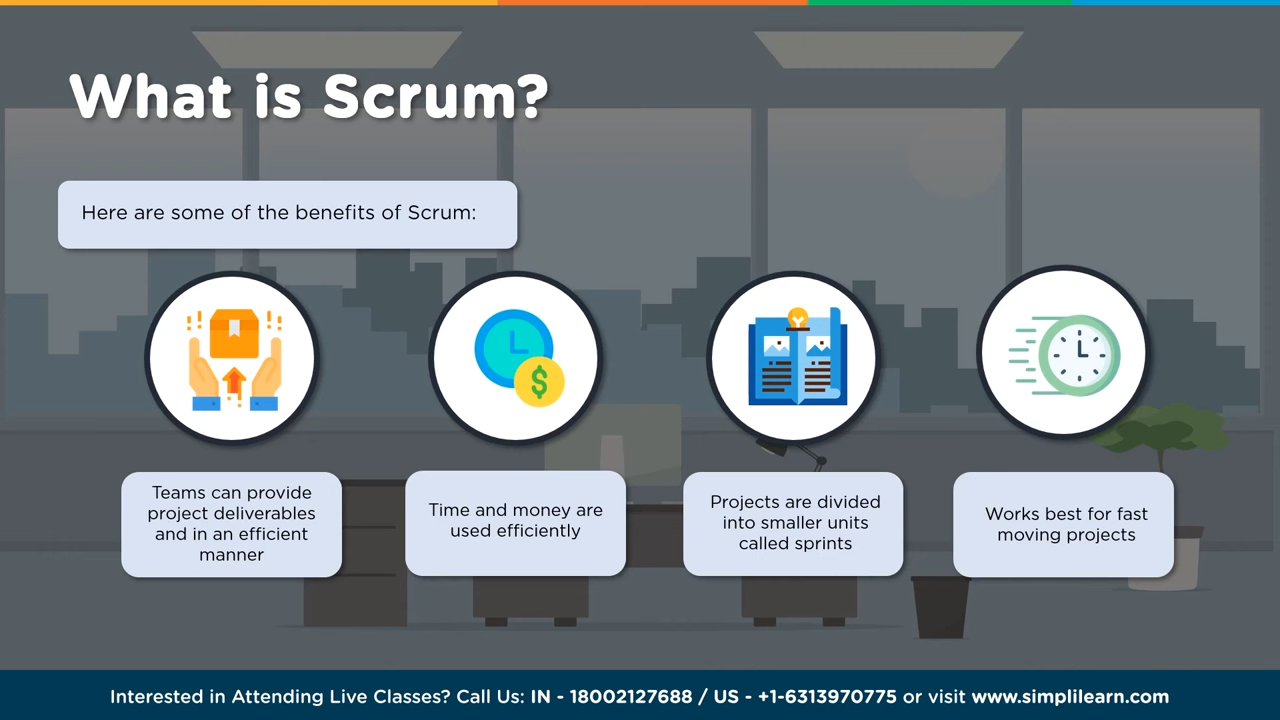 What is Scrum?
Here are some of the benefits of Scrum:
Teams can provide
project deliverables
and in an efficient
manner
Time and money are
used efficiently
Projects are divided
into smaller units
called sprints
Works best for fast
moving projects
Interested in Attending Live Classes? Call Us: IN - 18002127688 / US - +1-6313970775 or visit www.simplilearn.com